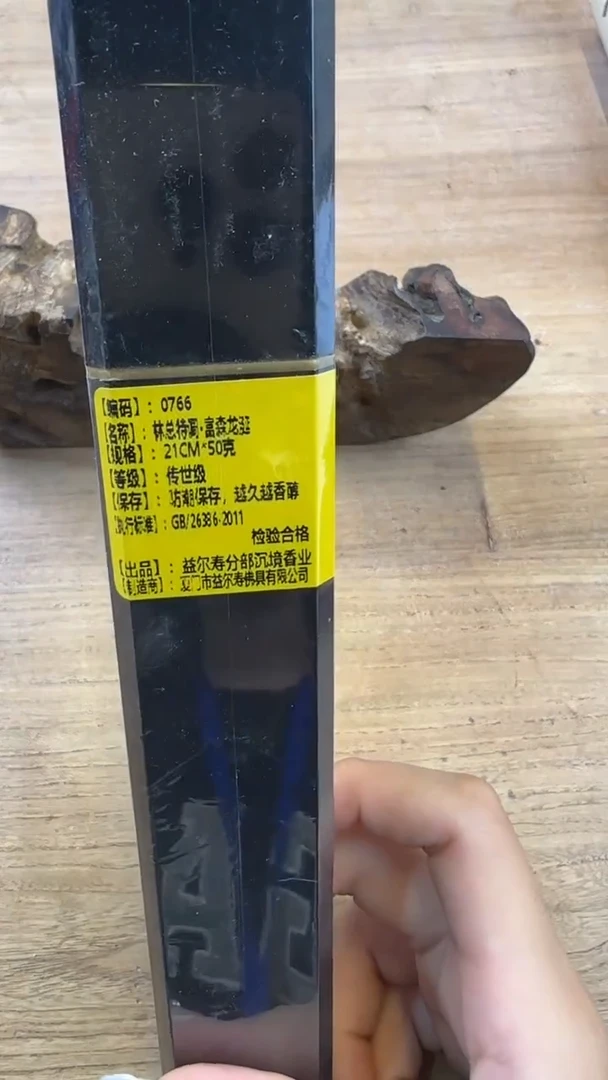 【编码】：0766
【名称】：林总特调·富森龙涎
【规格】：21CM*50克
【等级】：传世级
【保存】：防潮保存，越久越香醇
【执行标准】：GB/26386-2011
检验合格
【出品】：益尔寿分部沉境香业
【制造商】：厦门市益尔寿佛具有限公司